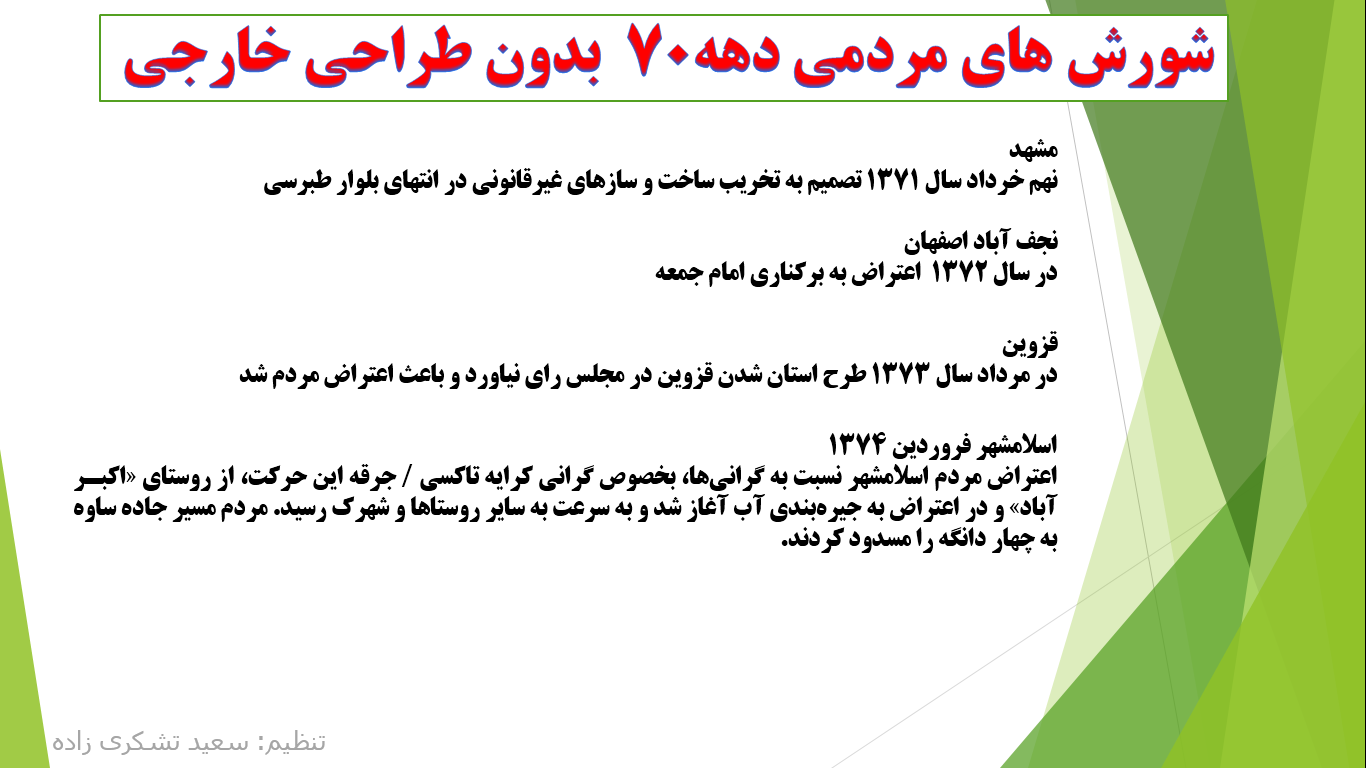 شورش های مردمی دهه۷۰ بدون طراحی خارجی
مشهد
نهم خرداد سال ۱۳۷۱ تصمیم به تخریب ساخت و سازهای غیرقانونی در انتهای بلوار طبرسی
نجف آباد اصفهان
در سال ۱۳۷۲ اعتراض به برکناری امام جمعه
قزوین
در مرداد سال ۱۳۷۳ طرح استان شدن قزوین در مجلس رای نیاورد و باعث اعتراض مردم شد
اسلامشهر فروردین ۱۳۷۴
اعتراض مردم اسلامشهر نسبت به گرانی‌ها، بخصوص گرانی کرایه تاکسی / جرقه این حرکت، از روستای «اکبر
آباد» و در اعتراض به جیره‌بندی آب آغاز شد و به سرعت به سایر روستاها و شهرک رسید. مردم مسیر جاده ساوه
به چهار دانگه را مسدود کردند.
تنظیم: سعید تشکری زاده